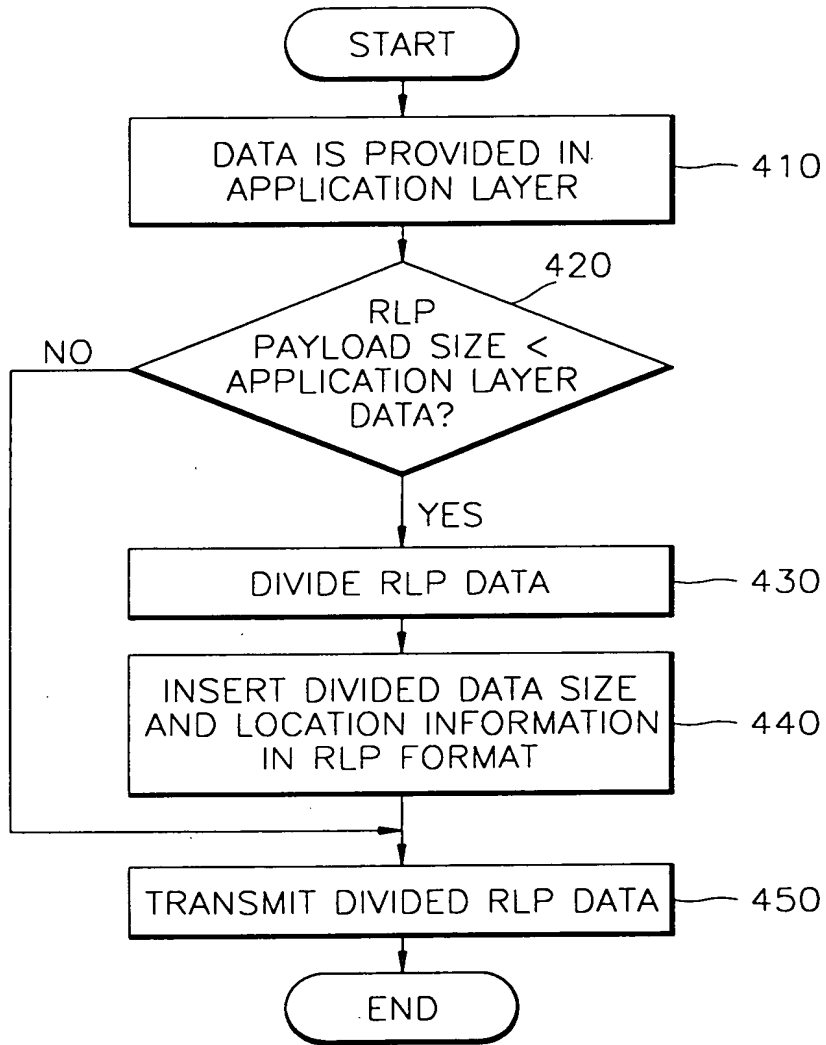 START
DATA IS PROVIDED IN
APPLICATION LAYER
410
420
RLP
PAYLOAD SIZE <
APPLICATION LAYER
DATA?
NO
YES
DIVIDE RLP DATA
430
INSERT DIVIDED DATA SIZE
AND LOCATION INFORMATION
IN RLP FORMAT
440
TRANSMIT DIVIDED RLP DATA
450
END